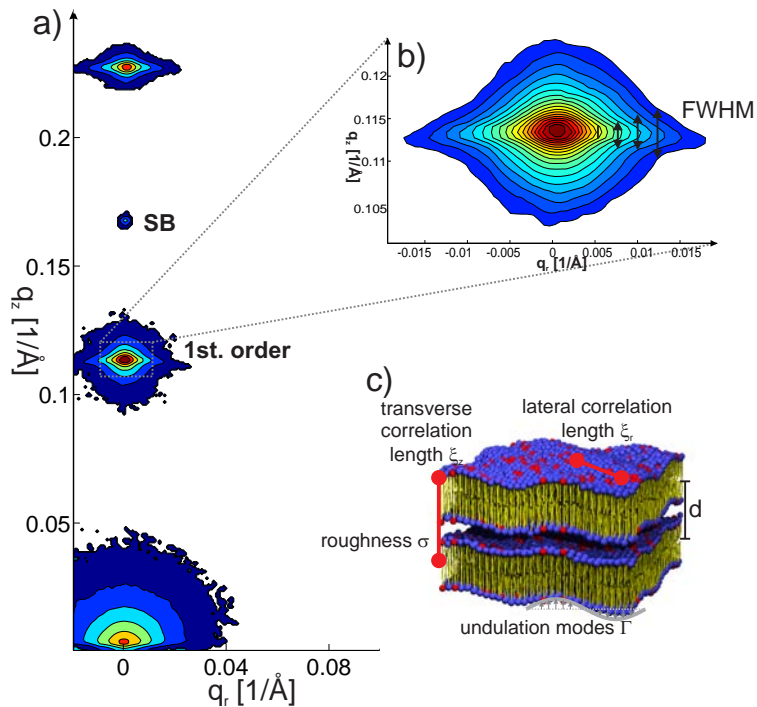 a)
0.2
SB
0.15
q_z [1/Å]
1st. order
0.1
0.05
0
0.04
0.08
q_r [1/Å]
b)
0.12
FWHM
q_z [1/Å]
0.115
0.105
-0.015
-0.01
-0.005
0
0.005
0.01
0.015
q_r [1/Å]
c)
transverse
correlation
length ξ_z
lateral correlation
length ξ_r
d
roughness σ
undulation modes Γ